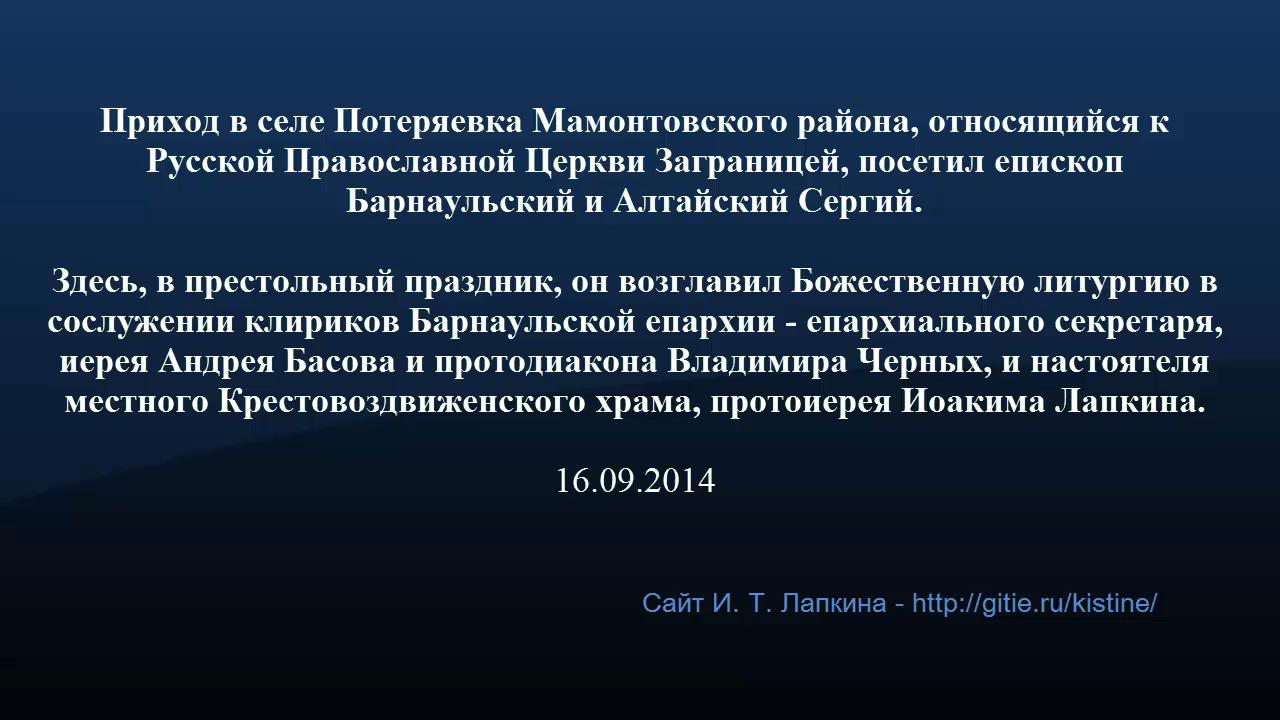 Приход в селе Потеряевка Мамонтовского района, относящийся к
Русской Православной Церкви Заграницей, посетил епископ
Барнаульский и Алтайский Сергий.
Здесь, в престольный праздник, он возглавил Божественную литургию в
сослужении клириков Барнаульской епархии - епархиального секретаря,
иерея Андрея Басова и протодиакона Владимира Черных, и настоятеля
местного Крестовоздвиженского храма, протоиерея Иоакима Лапкина.
16.09.2014
Сайт И. Т. Лапкина - http://gitie.ru/kistine/